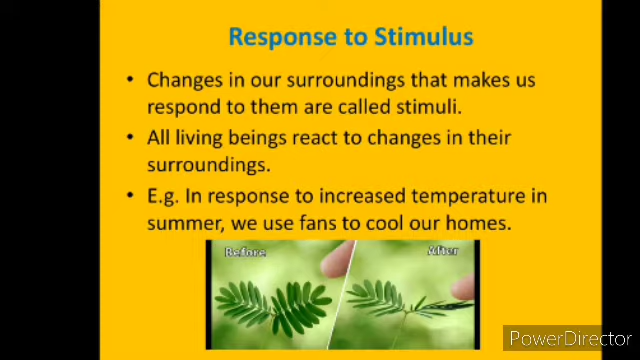 Response to Stimulus
• Changes in our surroundings that makes us
respond to them are called stimuli.
• All living beings react to changes in their
surroundings.
• E.g. In response to increased temperature in
summer, we use fans to cool our homes.
Before
After
PowerDirector